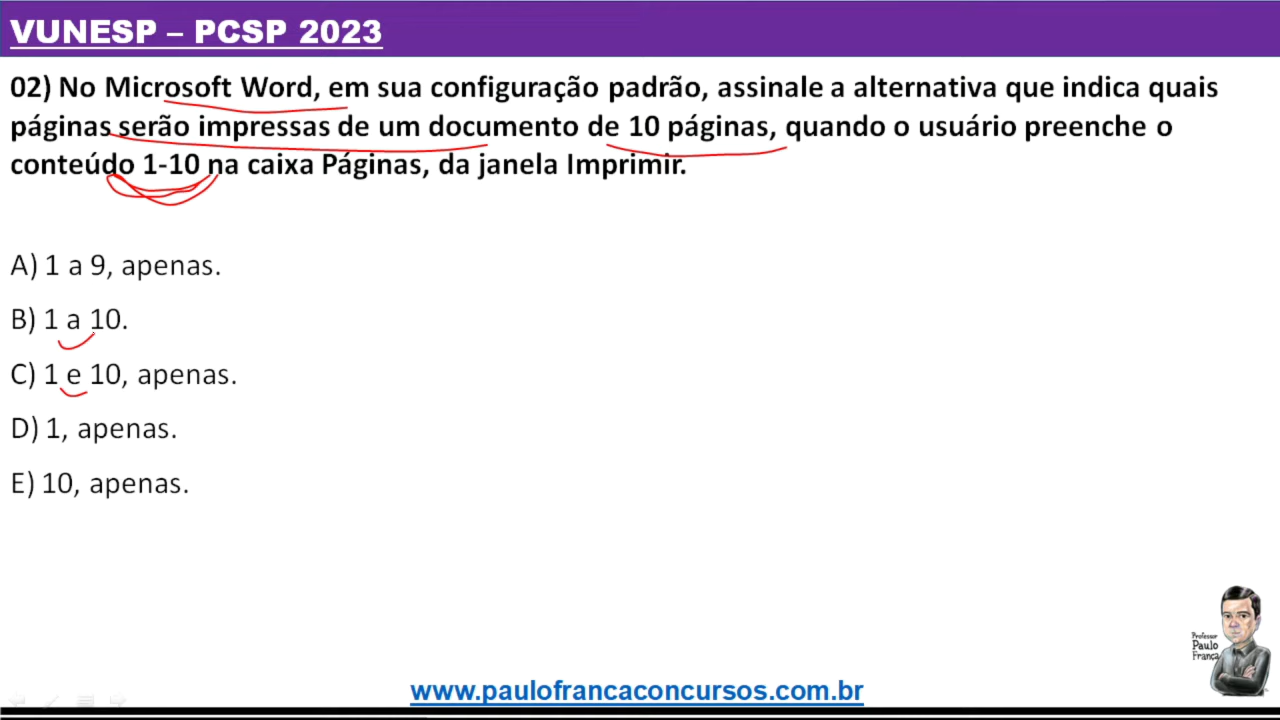 VUNESP – PCSP 2023
02) No Microsoft Word, em sua configuração padrão, assinale a alternativa que indica quais
páginas serão impressas de um documento de 10 páginas, quando o usuário preenche o
conteúdo 1-10 na caixa Páginas, da janela Imprimir.
A) 1 a 9, apenas.
B) 1 a 10.
C) 1 e 10, apenas.
D) 1, apenas.
E) 10, apenas.
Professor
Paulo
França
www.paulofrancaconcursos.com.br